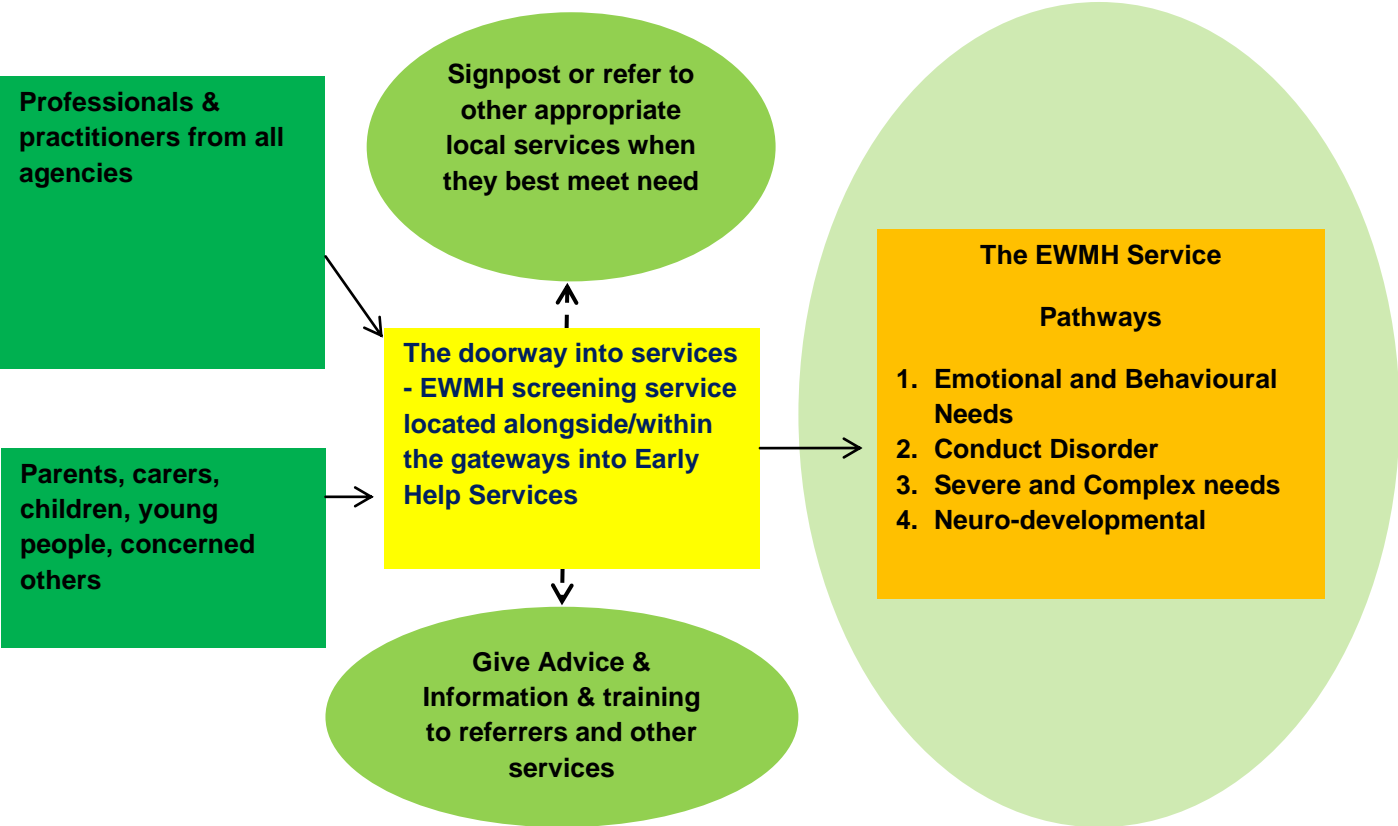 Professionals &
practitioners from all
agencies
Signpost or refer to
other appropriate
local services when
they best meet need
The doorway into services
- EWMH screening service
located alongside/within
the gateways into Early
Help Services
Parents, carers,
children, young
people, concerned
others
Give Advice &
Information & training
to referrers and other
services
The EWMH Service
Pathways
1. Emotional and Behavioural
Needs
2. Conduct Disorder
3. Severe and Complex needs
4. Neuro-developmental